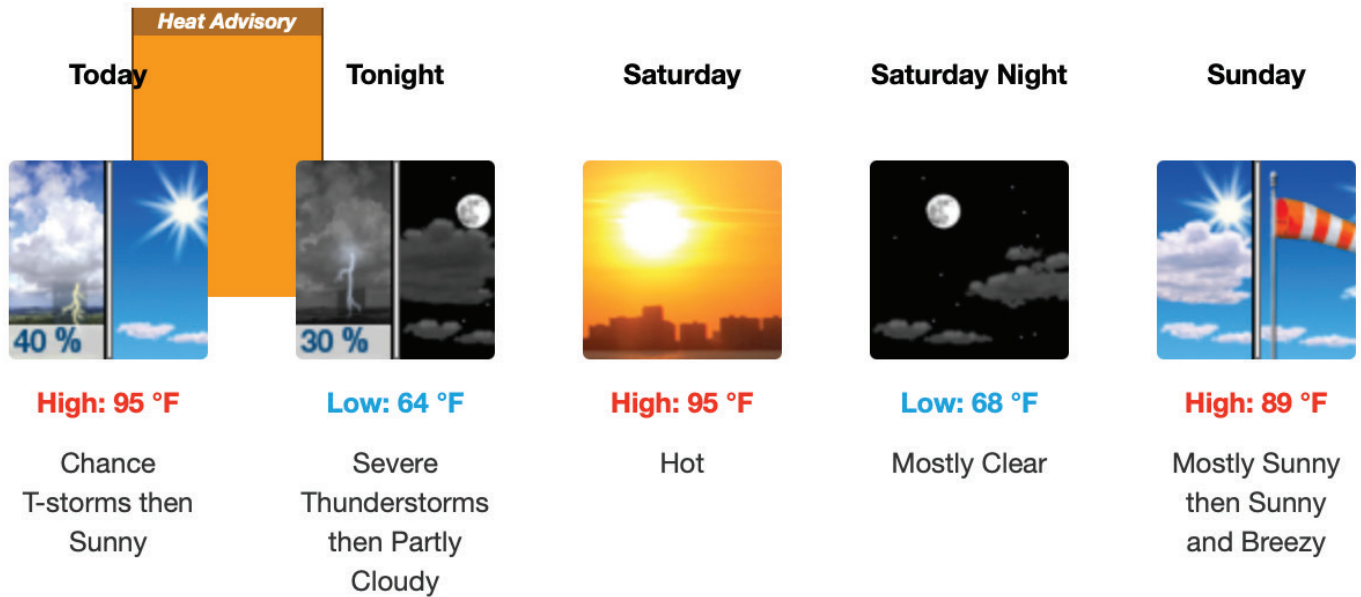 Heat Advisory
Today
Tonight
Saturday
Saturday Night
Sunday
40 %
30 %
High: 95 °F
Low: 64 °F
High: 95 °F
Low: 68 °F
High: 89 °F
Chance
T-storms then
Sunny
Severe
Thunderstorms
then Partly
Cloudy
Hot
Mostly Clear
Mostly Sunny
then Sunny
and Breezy